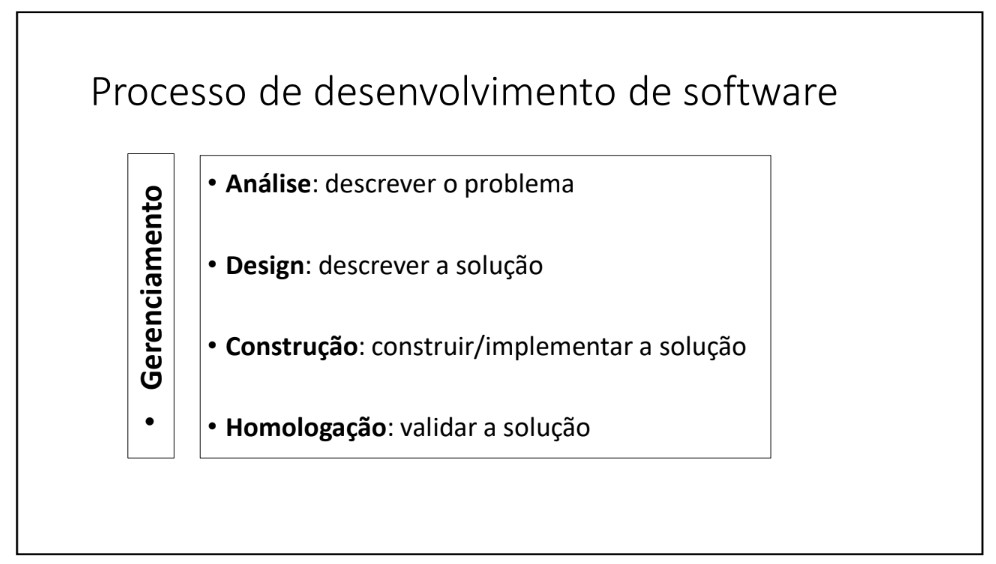 Processo de desenvolvimento de software
• Gerenciamento
• Análise: descrever o problema
• Design: descrever a solução
• Construção: construir/implementar a solução
• Homologação: validar a solução